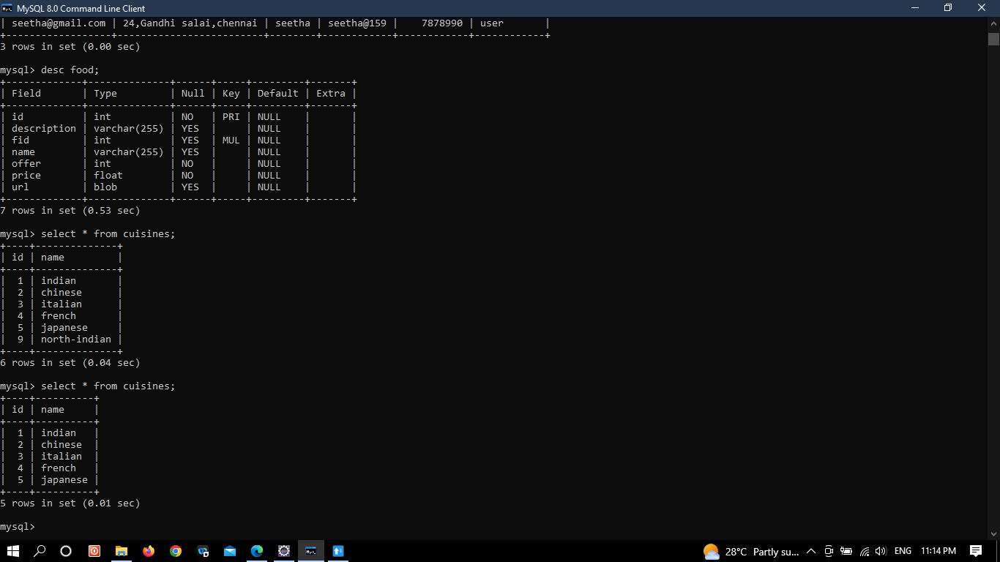 MySQL 8.0 Command Line Client
| seetha@gmail.com | 24,Gandhi salai,chennai | seetha | seetha@159 |    7878990 | user       |
+------------------+-------------------------+--------+------------+------------+------------+
3 rows in set (0.00 sec)
mysql> desc food;
+-------------+--------------+------+-----+---------+-------+
| Field       | Type         | Null | Key | Default | Extra |
+-------------+--------------+------+-----+---------+-------+
| id          | int          | NO   | PRI | NULL    |       |
| description | varchar(255) | YES  |     | NULL    |       |
| fid         | int          | YES  | MUL | NULL    |       |
| name        | varchar(255) | YES  |     | NULL    |       |
| offer       | int          | NO   |     | NULL    |       |
| price       | float        | NO   |     | NULL    |       |
| url         | blob         | YES  |     | NULL    |       |
+-------------+--------------+------+-----+---------+-------+
7 rows in set (0.53 sec)
mysql> select * from cuisines;
+----+--------------+
| id | name         |
+----+--------------+
|  1 | indian       |
|  2 | chinese      |
|  3 | italian      |
|  4 | french       |
|  5 | japanese     |
|  9 | north-indian |
+----+--------------+
6 rows in set (0.04 sec)
mysql> select * from cuisines;
+----+----------+
| id | name     |
+----+----------+
|  1 | indian   |
|  2 | chinese  |
|  3 | italian  |
|  4 | french   |
|  5 | japanese |
+----+----------+
5 rows in set (0.01 sec)
mysql>
28°C Partly su... ENG 11:14 PM